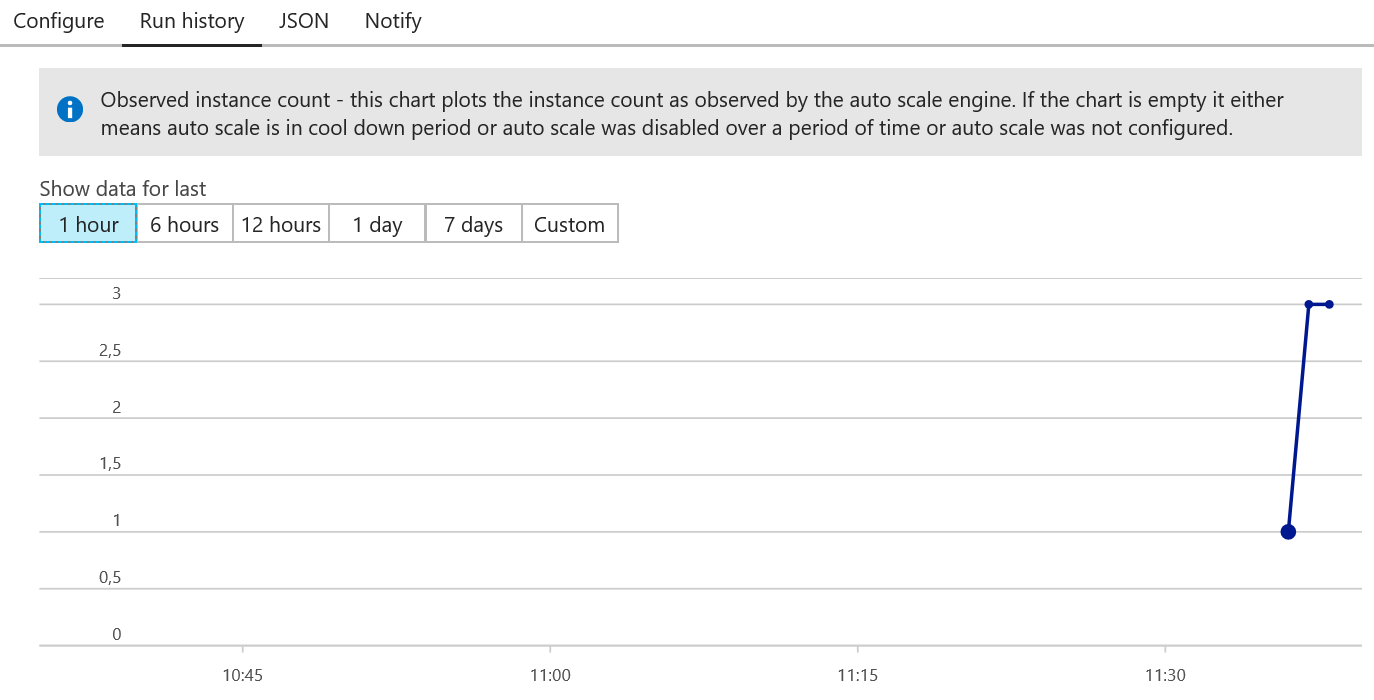 Configure Run history JSON Notify
Observed instance count - this chart plots the instance count as observed by the auto scale engine. If the chart is empty it either
means auto scale is in cool down period or auto scale was disabled over a period of time or auto scale was not configured.
Show data for last
1 hour 6 hours 12 hours 1 day 7 days Custom
3
2,5
2
1,5
1
0,5
0
10:45 11:00 11:15 11:30